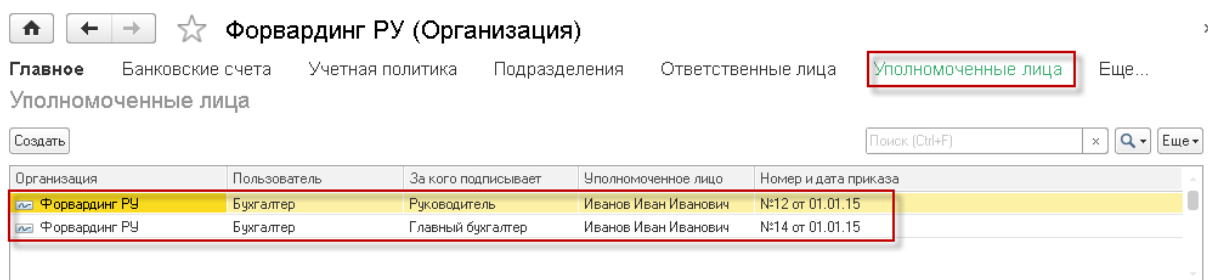 Форвардинг РУ (Организация)
Главное Банковские счета Учетная политика Подразделения Ответственные лица Уполномоченные лица Еще...
Уполномоченные лица
Создать Поиск (Ctrl+F) × Еще
Организация Пользователь За кого подписывает Уполномоченное лицо Номер и дата приказа
Форвардинг РУ Бухгалтер Руководитель Иванов Иван Иванович №12 от 01.01.15
Форвардинг РУ Бухгалтер Главный бухгалтер Иванов Иван Иванович №14 от 01.01.15